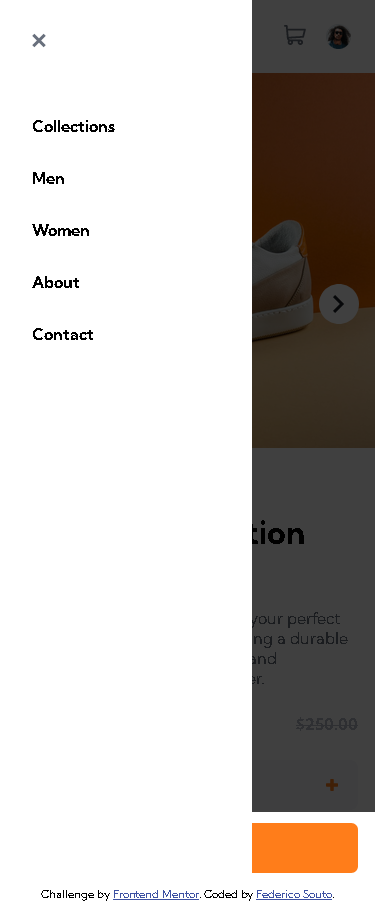 Collections
Men
Women
About
Contact
tion
your perfect
ng a durable
and
er.
$250.00
Challenge by Frontend Mentor. Coded by Federico Souto.